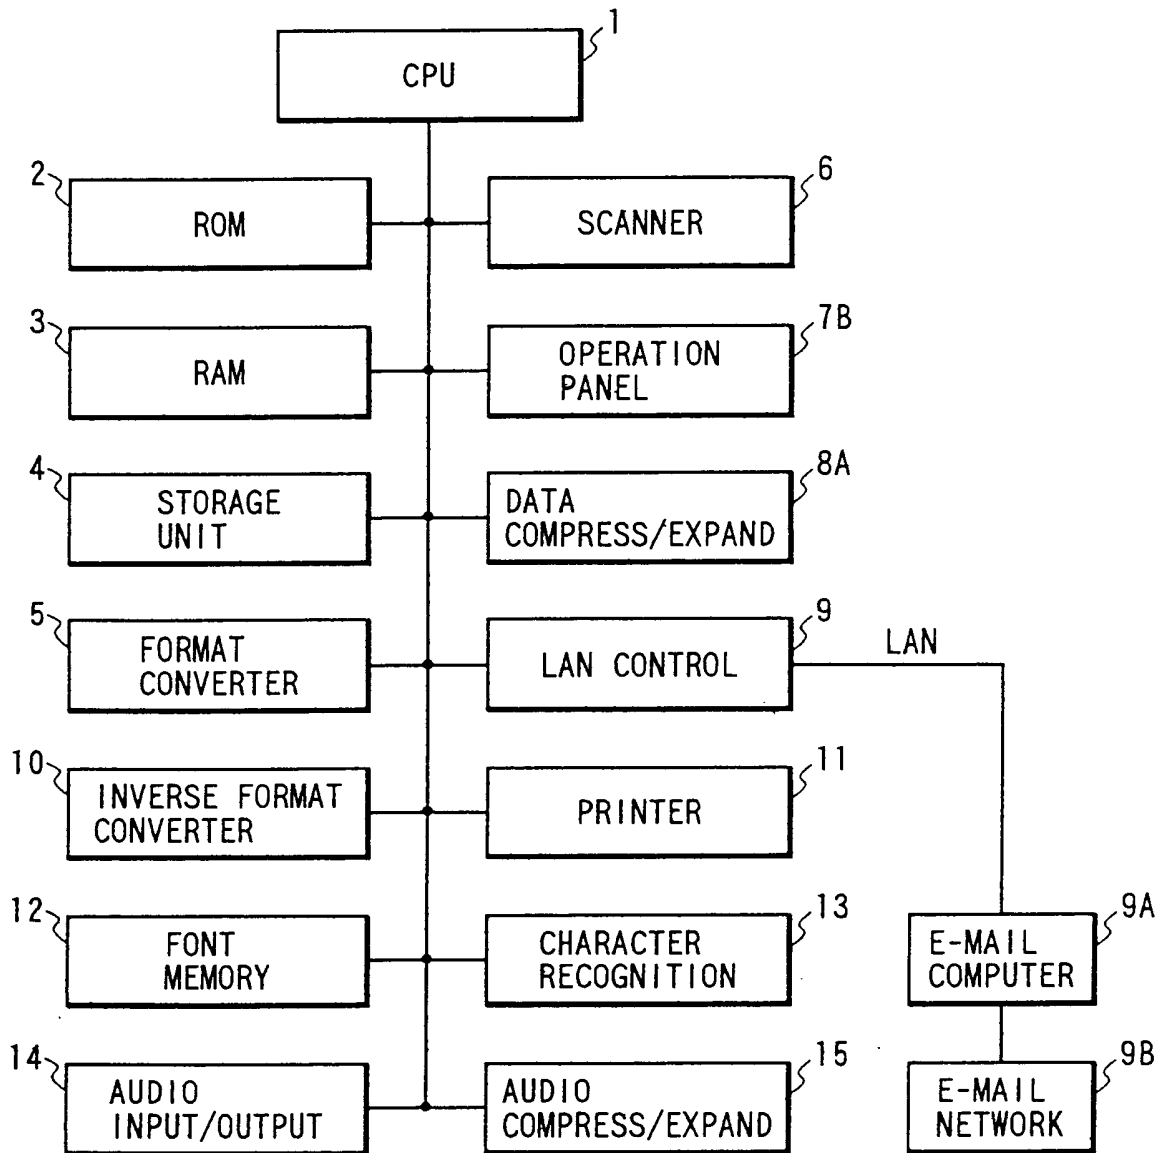 1
CPU
2
ROM
6
SCANNER
3
RAM
7B
OPERATION
PANEL
4
STORAGE
UNIT
8A
DATA
COMPRESS/EXPAND
5
FORMAT
CONVERTER
9
LAN CONTROL
LAN
10
INVERSE FORMAT
CONVERTER
11
PRINTER
12
FONT
MEMORY
13
CHARACTER
RECOGNITION
9A
E-MAIL
COMPUTER
14
AUDIO
INPUT/OUTPUT
15
AUDIO
COMPRESS/EXPAND
9B
E-MAIL
NETWORK